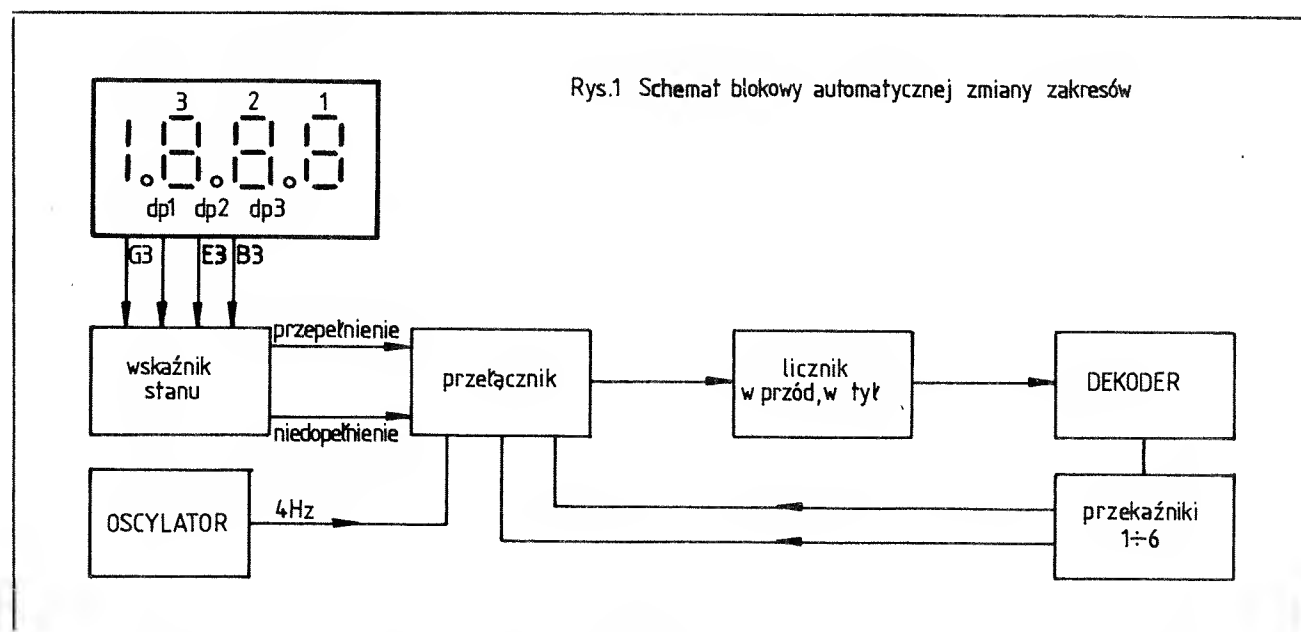 Rys.1 Schemat blokowy automatycznej zmiany zakresów
3 2 1
1.8.8.8
dp1 dp2 dp3
G3 E3 B3
wskaźnik
stanu
przepełnienie
niedopełnienie
przełącznik
licznik
w przód, w tył
DEKODER
OSCYLATOR
4Hz
przekaźniki
1÷6